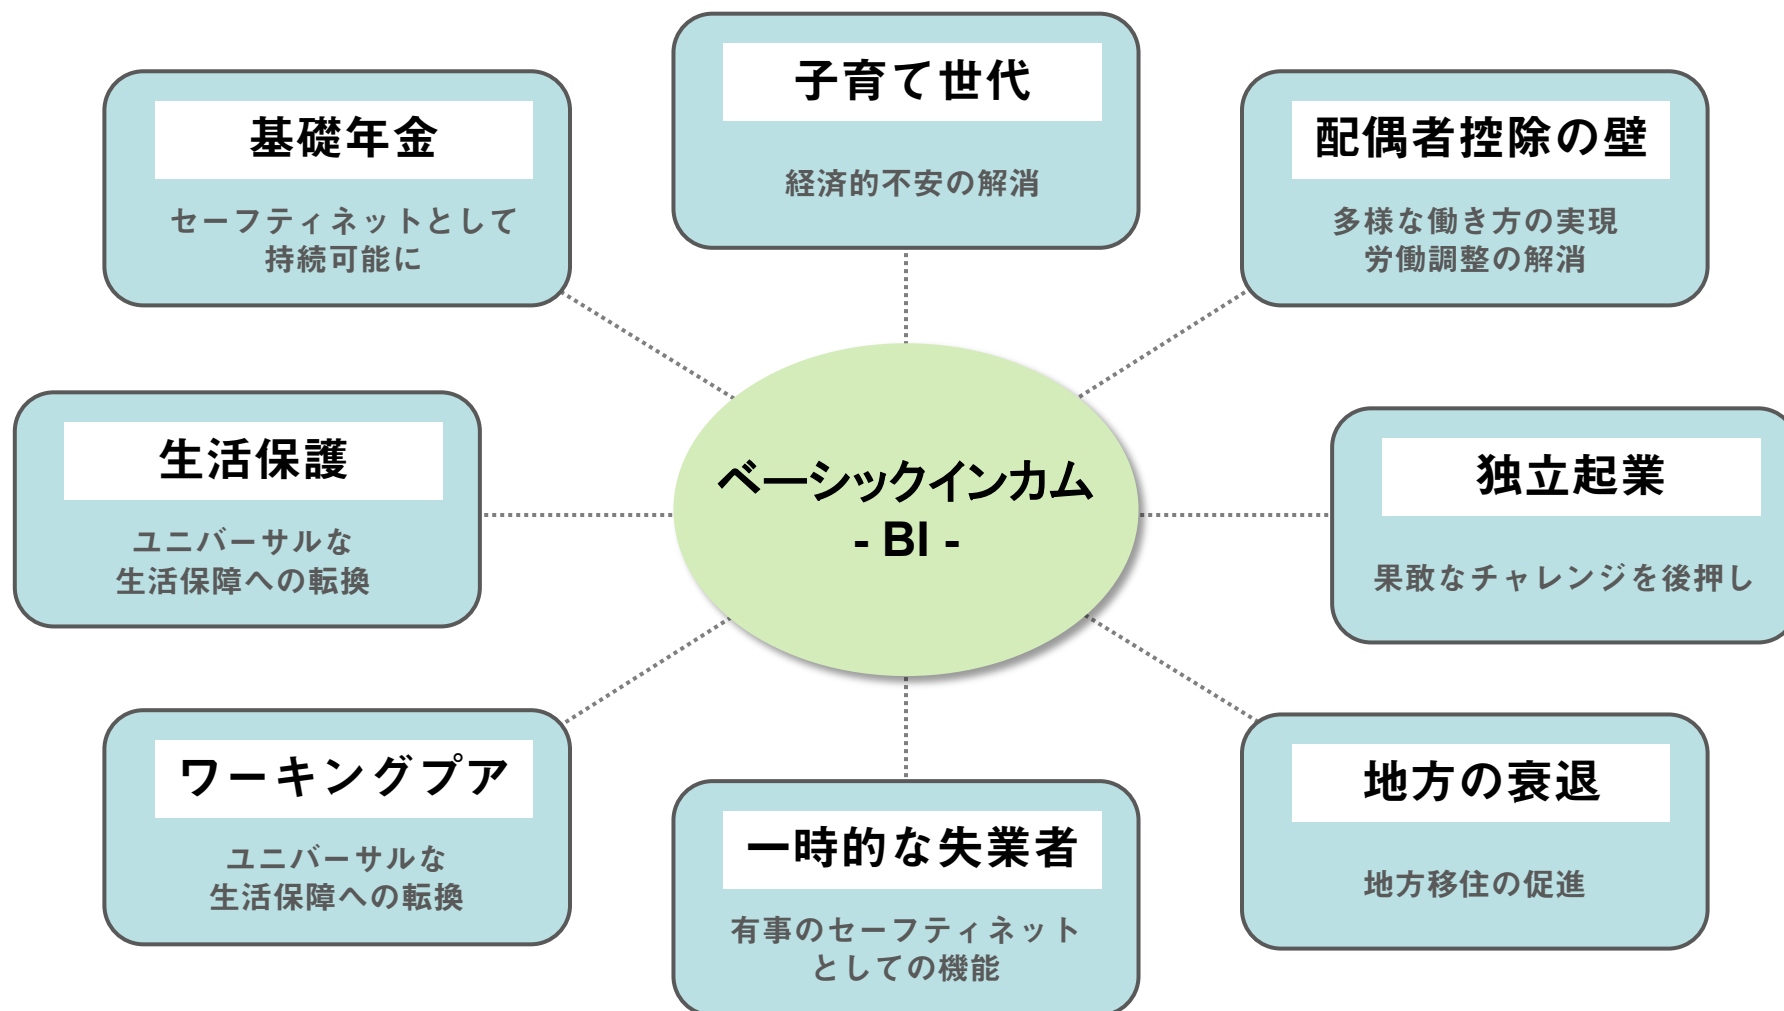 子育て世代
経済的不安の解消
基礎年金
セーフティネットとして
持続可能に
配偶者控除の壁
多様な働き方の実現
労働調整の解消
生活保護
ユニバーサルな
生活保障への転換
ベーシックインカム
- BI -
独立起業
果敢なチャレンジを後押し
ワーキングプア
ユニバーサルな
生活保障への転換
一時的な失業者
有事のセーフティネット
としての機能
地方の衰退
地方移住の促進